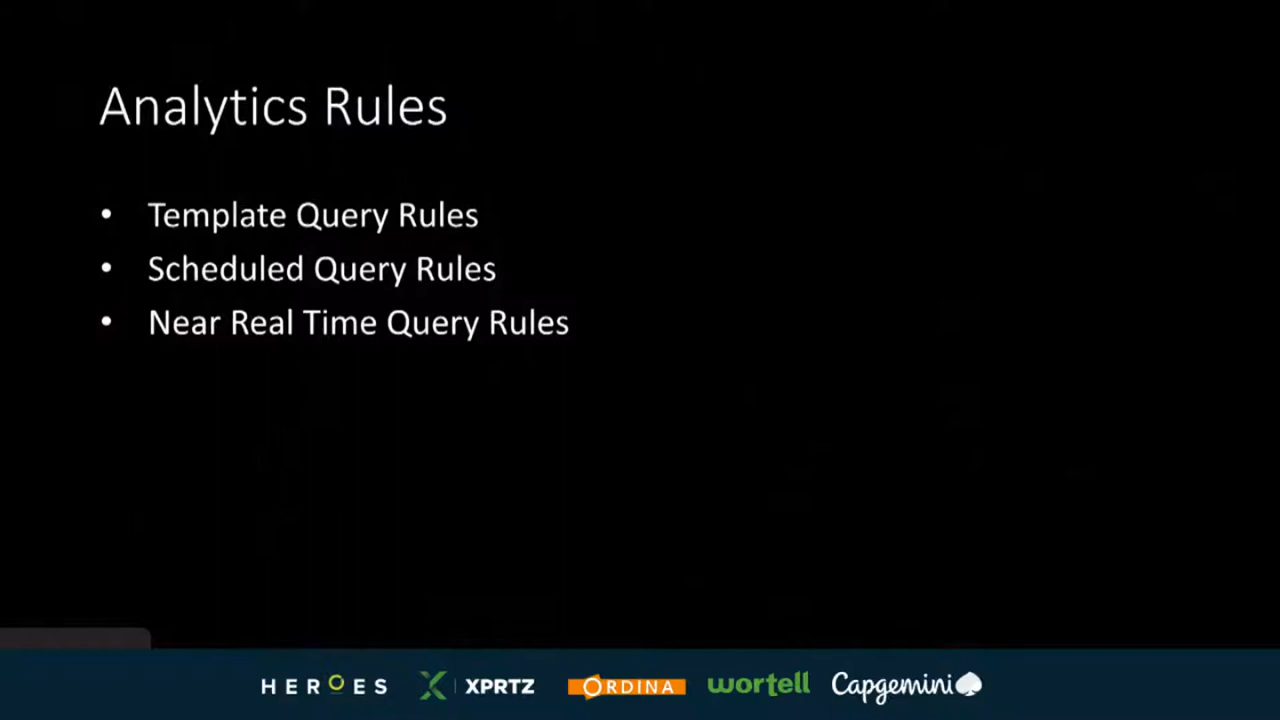 Analytics Rules
• Template Query Rules
• Scheduled Query Rules
• Near Real Time Query Rules
HEROES XPRTZ ORDINA wortell Capgemini